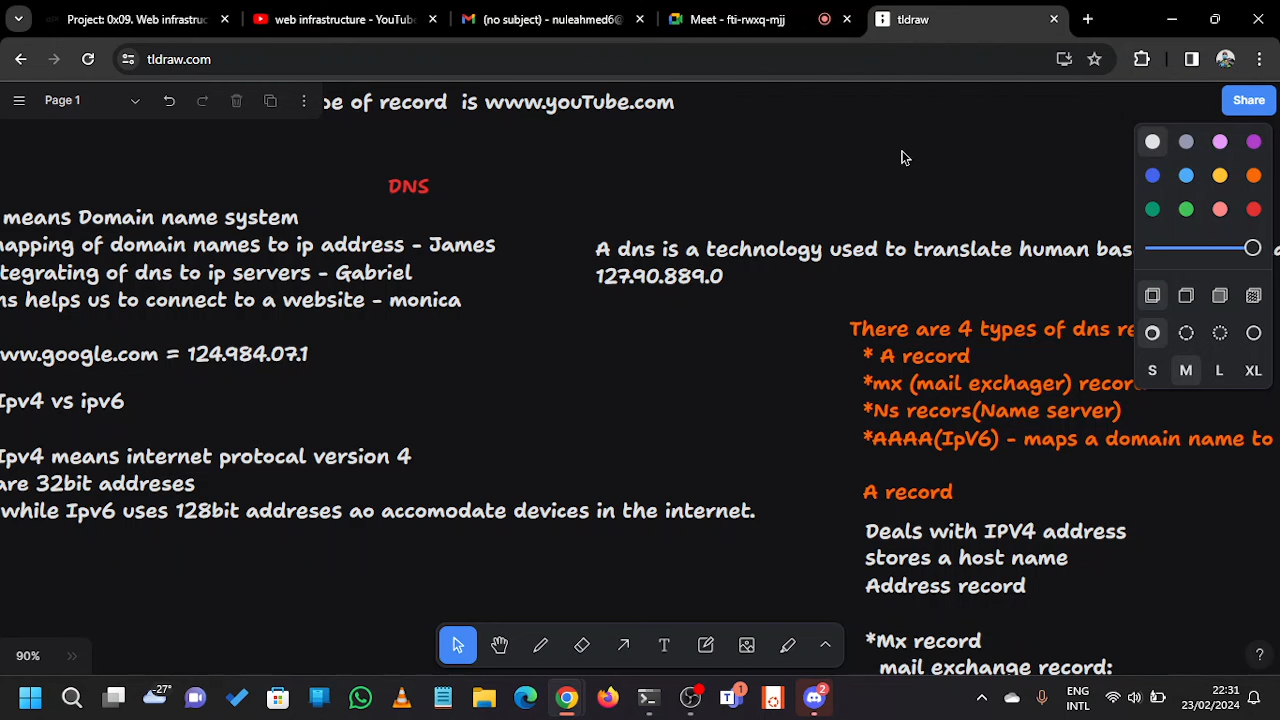 Project: 0x09. Web infrastruc
web infrastructure - YouTube
(no subject) - nuleahmed6@
Meet - fti-rwxq-mjj
tldraw
tldraw.com
Page 1
pe of record is www.youTube.com
Share
DNS
means Domain name system
mapping of domain names to ip address - James
tegrating of dns to ip servers - Gabriel
ns helps us to connect to a website - monica
A dns is a technology used to translate human bas
127.90.889.0
ww.google.com = 124.984.07.1
There are 4 types of dns re
* A record
*mx (mail exchager) recor
*Ns recors(Name server)
*AAAA(IpV6) - maps a domain name to
S M L XL
Ipv4 vs ipv6
Ipv4 means internet protocal version 4
are 32bit addreses
while Ipv6 uses 128bit addreses ao accomodate devices in the internet.
A record
Deals with IPV4 address
stores a host name
Address record
*Mx record
mail exchange record:
90%
T
?
27°
1
2
ENG
INTL
22:31
23/02/2024